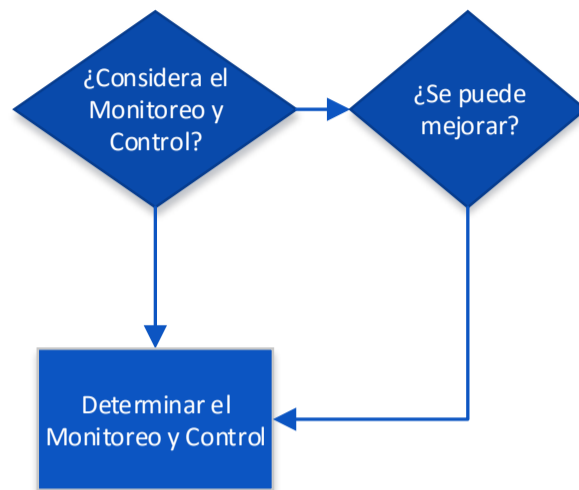 ¿Considera el
Monitoreo y
Control?
¿Se puede
mejorar?
Determinar el
Monitoreo y Control